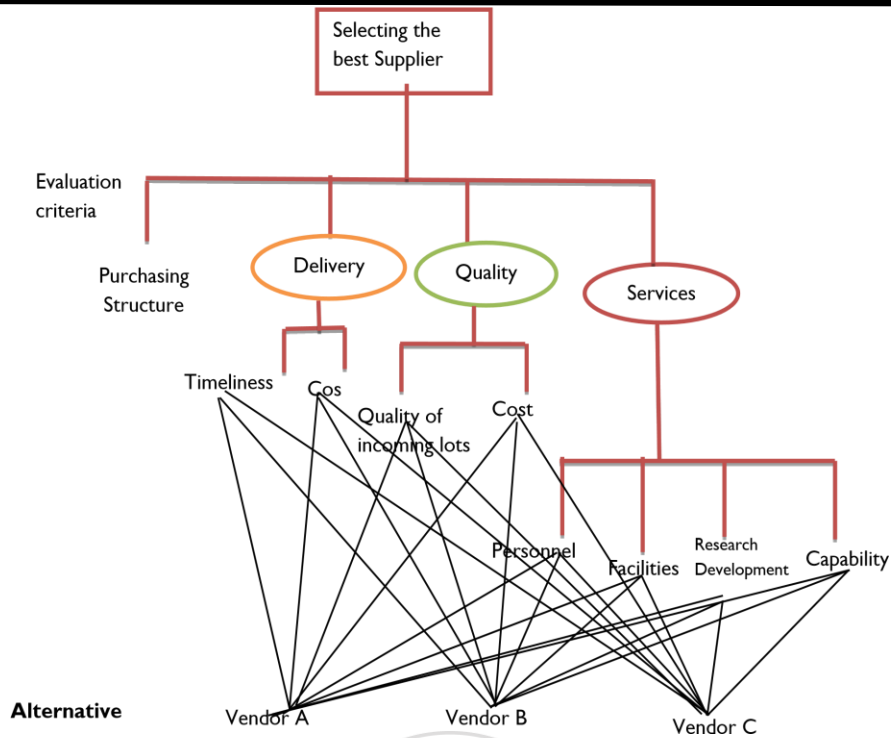 Selecting the
best Supplier
Evaluation
criteria
Purchasing
Structure
Delivery
Quality
Services
Timeliness
Cos
Quality of
incoming lots
Cost
Personnel
Facilities
Research
Development
Capability
Alternative
Vendor A
Vendor B
Vendor C